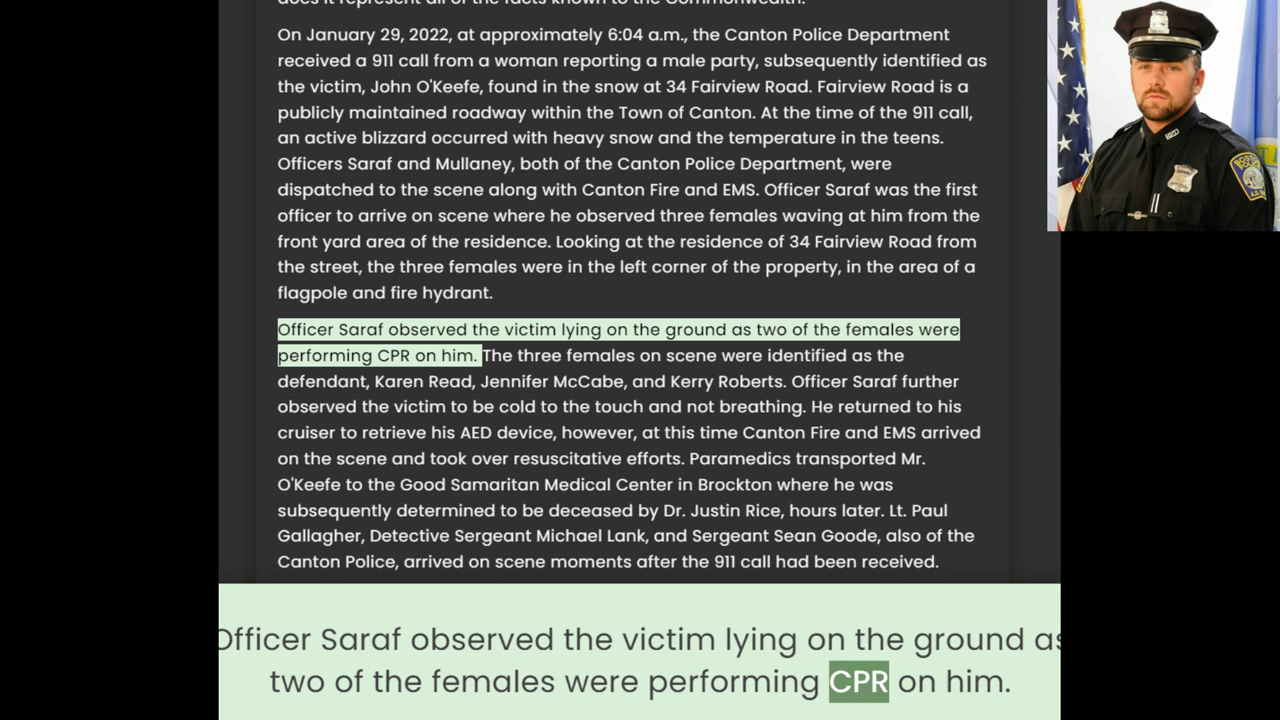 does it represent all of the facts known to the Commonwealth.
On January 29, 2022, at approximately 6:04 a.m., the Canton Police Department
received a 911 call from a woman reporting a male party, subsequently identified as
the victim, John O'Keefe, found in the snow at 34 Fairview Road. Fairview Road is a
publicly maintained roadway within the Town of Canton. At the time of the 911 call,
an active blizzard occurred with heavy snow and the temperature in the teens.
Officers Saraf and Mullaney, both of the Canton Police Department, were
dispatched to the scene along with Canton Fire and EMS. Officer Saraf was the first
officer to arrive on scene where he observed three females waving at him from the
front yard area of the residence. Looking at the residence of 34 Fairview Road from
the street, the three females were in the left corner of the property, in the area of a
flagpole and fire hydrant.
Officer Saraf observed the victim lying on the ground as two of the females were
performing CPR on him. The three females on scene were identified as the
defendant, Karen Read, Jennifer McCabe, and Kerry Roberts. Officer Saraf further
observed the victim to be cold to the touch and not breathing. He returned to his
cruiser to retrieve his AED device, however, at this time Canton Fire and EMS arrived
on the scene and took over resuscitative efforts. Paramedics transported Mr.
O'Keefe to the Good Samaritan Medical Center in Brockton where he was
subsequently determined to be deceased by Dr. Justin Rice, hours later. Lt. Paul
Gallagher, Detective Sergeant Michael Lank, and Sergeant Sean Goode, also of the
Canton Police, arrived on scene moments after the 911 call had been received.
Officer Saraf observed the victim lying on the ground as
two of the females were performing CPR on him.